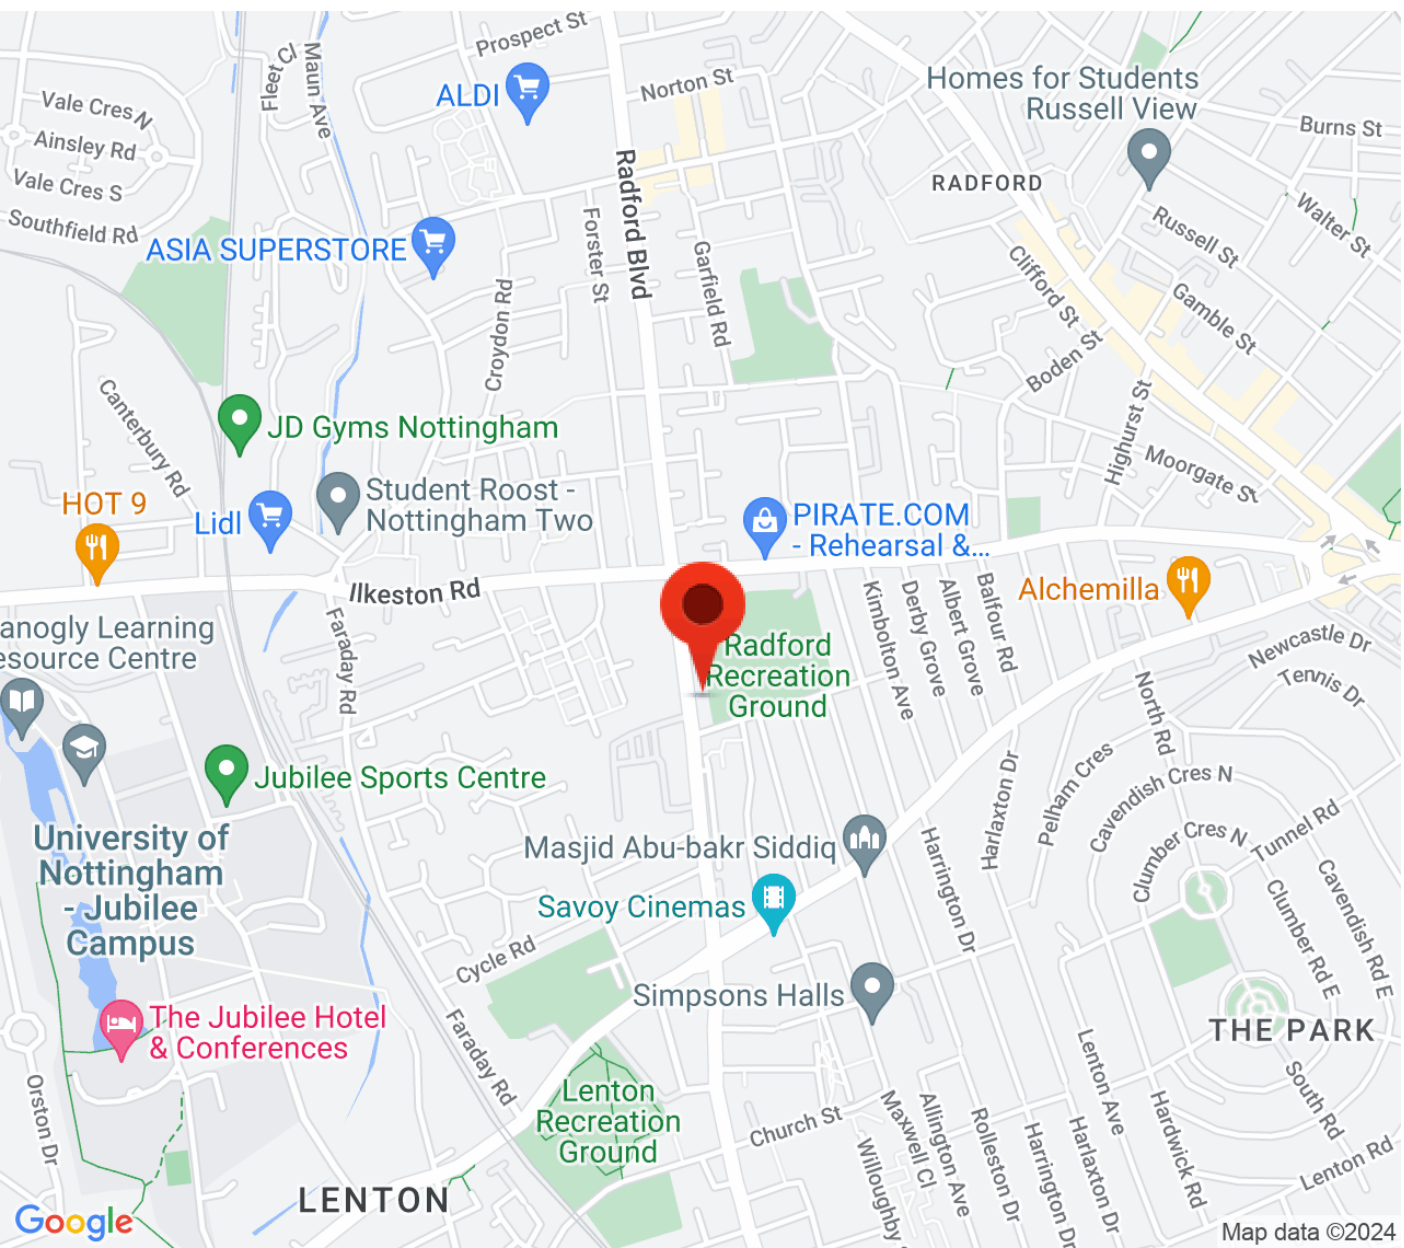 Prospect St
Fleet Cl
Maun Ave
Norton St
ALDI
Homes for Students
Russell View
Vale Cres N
Ainsley Rd
Vale Cres S
Southfield Rd
Burns St
RADFORD
Radford Blvd
Walter St
Russell St
ASIA SUPERSTORE
Forster St
Garfield Rd
Clifford St
Gamble St
Croydon Rd
Boden St
Canterbury Rd
Highurst St
JD Gyms Nottingham
Moorgate St
HOT 9
Lidl
Student Roost -
Nottingham Two
PIRATE.COM
- Rehearsal &...
Ilkeston Rd
Alchemilla
Kimbolton Ave
Derby Grove
Albert Grove
Balfour Rd
anogly Learning
esource Centre
Faraday Rd
Radford
Recreation
Ground
Newcastle Dr
Tennis Dr
North Rd
Jubilee Sports Centre
Pelham Cres
Cavendish Cres N
Harlaxton Dr
Clumber Cres N
Tunnel Rd
University of
Nottingham
- Jubilee
Campus
Masjid Abu-bakr Siddiq
Savoy Cinemas
Harrington Dr
Clumber Rd E
Cavendish Rd E
Cycle Rd
Simpsons Halls
The Jubilee Hotel
& Conferences
Faraday Rd
THE PARK
Orston Dr
Lenton
Recreation
Ground
Church St
Maxwell Cl
Allington Ave
Willoughby
Rolleston Dr
Harrington Dr
Harlaxton Dr
Lenton Ave
Hardwick Rd
South Rd
Lenton Rd
LENTON
Google
Map data ©2024